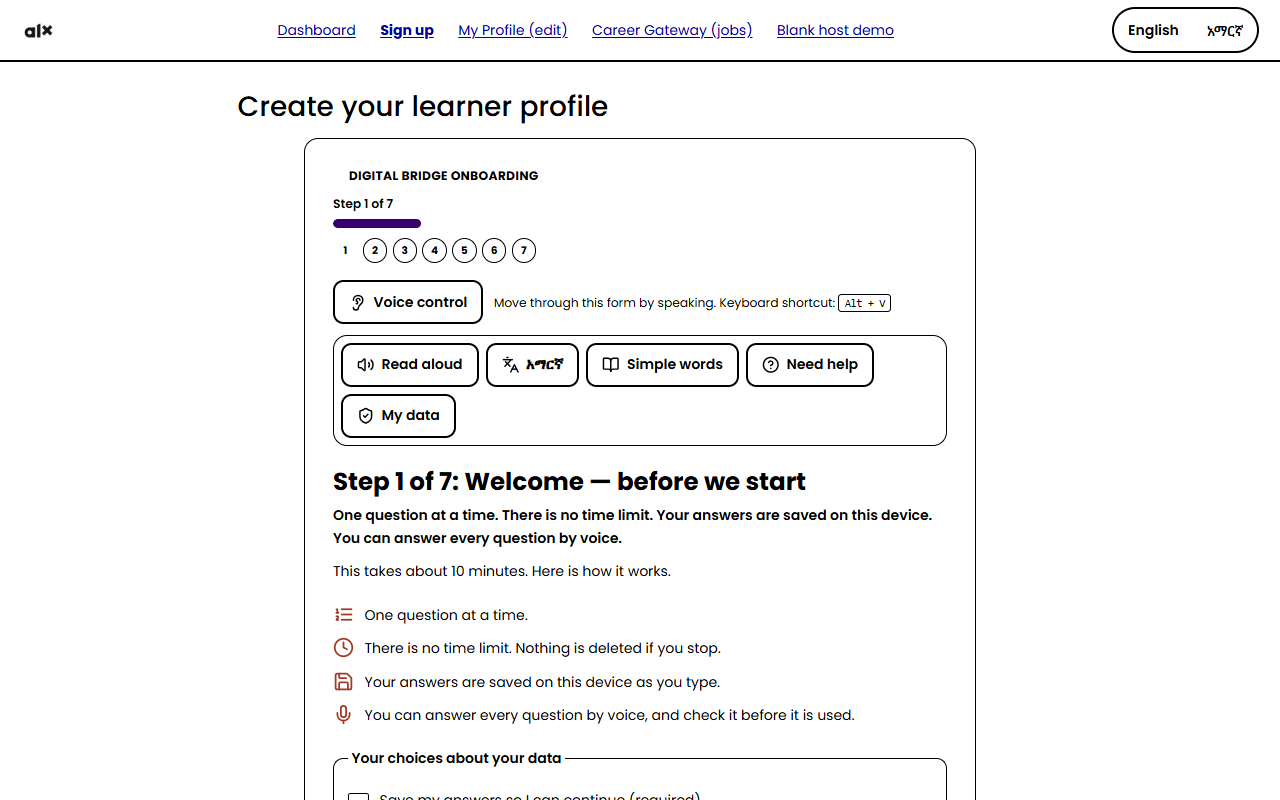 alx
Dashboard Sign up My Profile (edit) Career Gateway (jobs) Blank host demo English አማርኛ
Create your learner profile
DIGITAL BRIDGE ONBOARDING
Step 1 of 7
1 2 3 4 5 6 7
Voice control Move through this form by speaking. Keyboard shortcut: Alt + V
Read aloud አማርኛ Simple words Need help
My data
Step 1 of 7: Welcome — before we start
One question at a time. There is no time limit. Your answers are saved on this device.
You can answer every question by voice.
This takes about 10 minutes. Here is how it works.
One question at a time.
There is no time limit. Nothing is deleted if you stop.
Your answers are saved on this device as you type.
You can answer every question by voice, and check it before it is used.
Your choices about your data
Save my answers so I can continue (required)